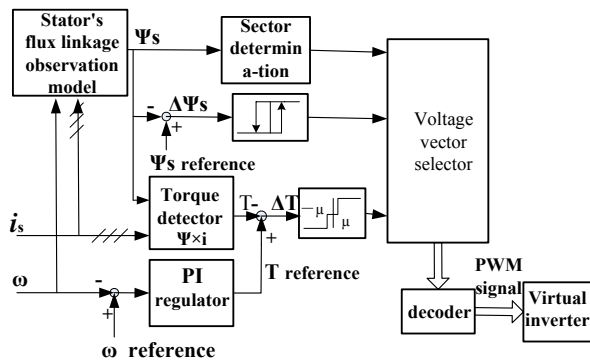 Stator's
flux linkage
observation
model
Ψs
Sector
determin
a-tion
Voltage
vector
selector
-
ΔΨs
+
Ψs reference
Torque
detector
Ψ×i
T-
ΔT
+
-μ
μ
is
ω
-
+
PI
regulator
T reference
ω reference
PWM
signal
decoder
Virtual
inverter